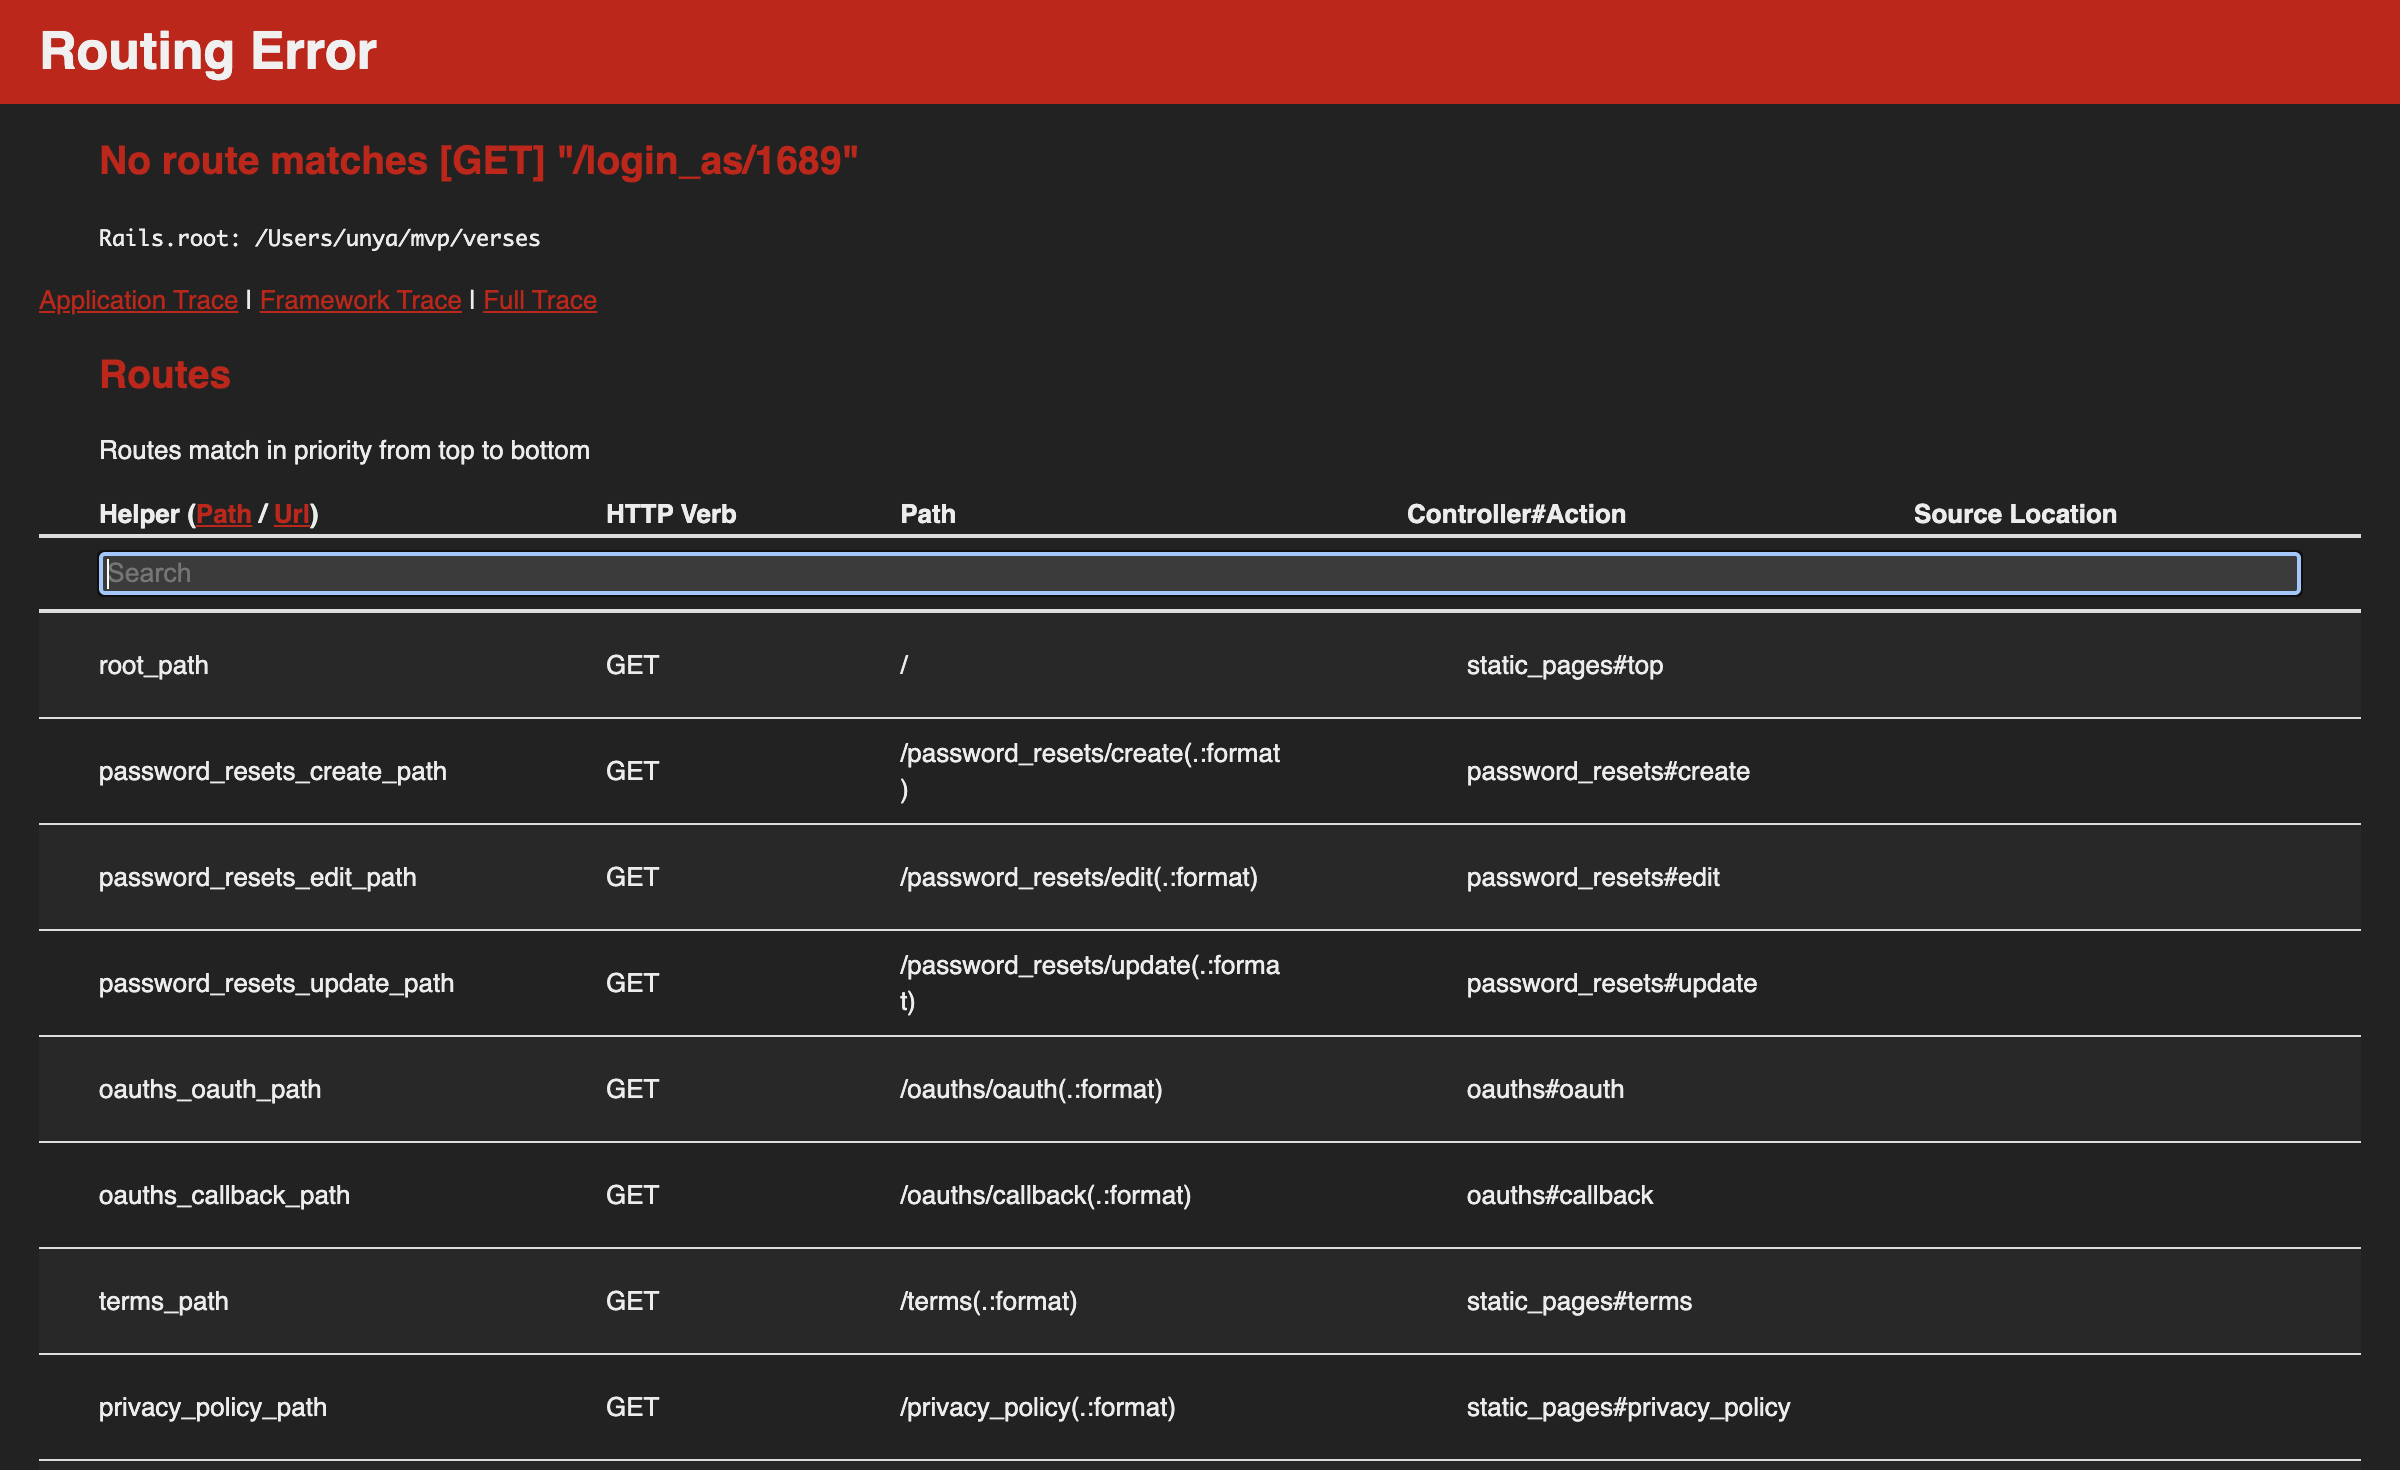 Routing Error
No route matches [GET] "/login_as/1689"
Rails.root: /Users/unya/mvp/verses
Application Trace | Framework Trace | Full Trace
Routes
Routes match in priority from top to bottom
Helper (Path / Url) HTTP Verb Path Controller#Action Source Location
Search
root_path GET / static_pages#top
password_resets_create_path GET /password_resets/create(.:format
) password_resets#create
password_resets_edit_path GET /password_resets/edit(.:format) password_resets#edit
password_resets_update_path GET /password_resets/update(.:forma
t) password_resets#update
oauths_oauth_path GET /oauths/oauth(.:format) oauths#oauth
oauths_callback_path GET /oauths/callback(.:format) oauths#callback
terms_path GET /terms(.:format) static_pages#terms
privacy_policy_path GET /privacy_policy(.:format) static_pages#privacy_policy